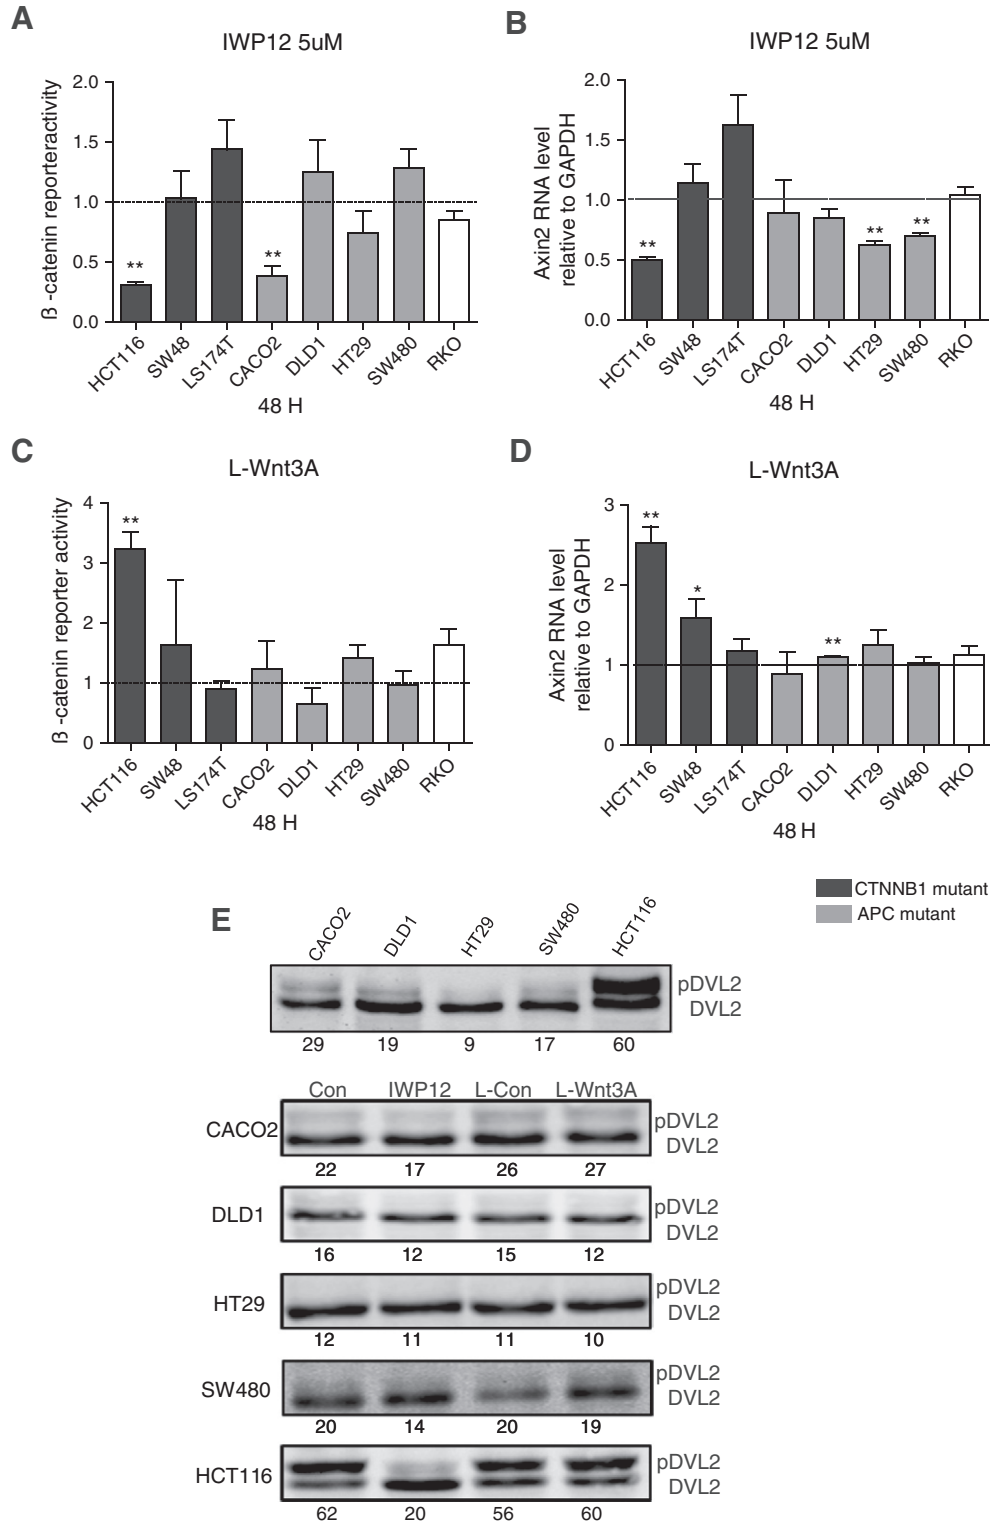 A
IWP12 5uM
ß -catenin reporteractivity
2.0
1.5
1.0
0.5
0.0
**
**
HCT116
SW48
LS174T
CACO2
DLD1
HT29
SW480
RKO
48 H
B
IWP12 5uM
Axin2 RNA level
relative to GAPDH
2.0
1.5
1.0
0.5
0.0
**
**
**
HCT116
SW48
LS174T
CACO2
DLD1
HT29
SW480
RKO
48 H
C
L-Wnt3A
ß -catenin reporter activity
4
3
2
1
0
**
HCT116
SW48
LS174T
CACO2
DLD1
HT29
SW480
RKO
48 H
D
L-Wnt3A
Axin2 RNA level
relative to GAPDH
3
2
1
0
**
*
**
HCT116
SW48
LS174T
CACO2
DLD1
HT29
SW480
RKO
48 H
CTNNB1 mutant
APC mutant
E
CACO2 DLD1 HT29 SW480 HCT116
pDVL2
DVL2
29 19 9 17 60
Con IWP12 L-Con L-Wnt3A
CACO2
pDVL2
DVL2
22 17 26 27
DLD1
pDVL2
DVL2
16 12 15 12
HT29
pDVL2
DVL2
12 11 11 10
SW480
pDVL2
DVL2
20 14 20 19
HCT116
pDVL2
DVL2
62 20 56 60